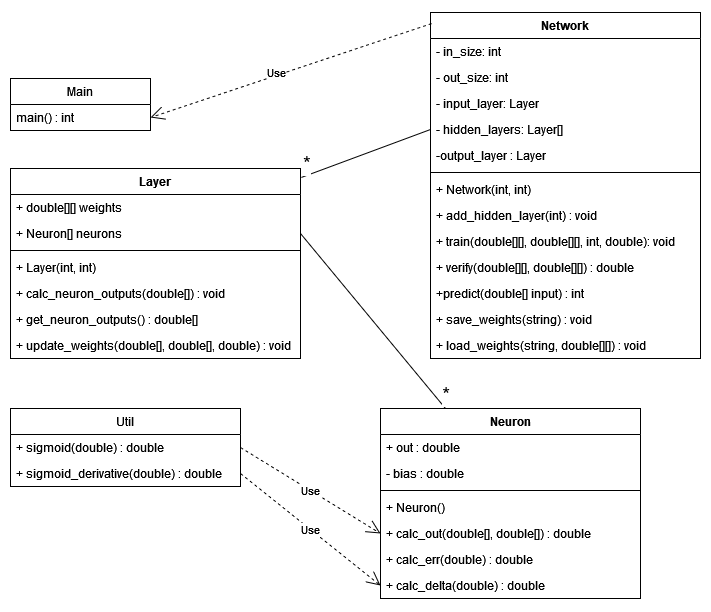 Network
- in_size: int
- out_size: int
- input_layer: Layer
- hidden_layers: Layer[]
-output_layer : Layer
+ Network(int, int)
+ add_hidden_layer(int) : void
+ train(double[][], double[][], int, double): void
+ verify(double[][], double[][]) : double
+predict(double[] input) : int
+ save_weights(string) : void
+ load_weights(string, double[][]) : void
Use
Main
main() : int
*
Layer
+ double[][] weights
+ Neuron[] neurons
+ Layer(int, int)
+ calc_neuron_outputs(double[]) : void
+ get_neuron_outputs() : double[]
+ update_weights(double[], double[], double) : void
*
Util
+ sigmoid(double) : double
+ sigmoid_derivative(double) : double
Use
Use
Neuron
+ out : double
- bias : double
+ Neuron()
+ calc_out(double[], double[]) : double
+ calc_err(double) : double
+ calc_delta(double) : double